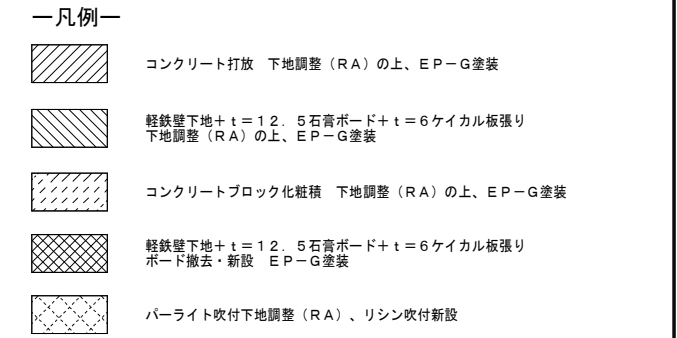 ―凡例―
コンクリート打放　下地調整（ＲＡ）の上、ＥＰ－Ｇ塗装
軽鉄壁下地＋ｔ＝１２．５石膏ボード＋ｔ＝６ケイカル板張り
下地調整（ＲＡ）の上、ＥＰ－Ｇ塗装
コンクリートブロック化粧積　下地調整（ＲＡ）の上、ＥＰ－Ｇ塗装
軽鉄壁下地＋ｔ＝１２．５石膏ボード＋ｔ＝６ケイカル板張り
ボード撤去・新設　ＥＰ－Ｇ塗装
パーライト吹付下地調整（ＲＡ）、リシン吹付新設